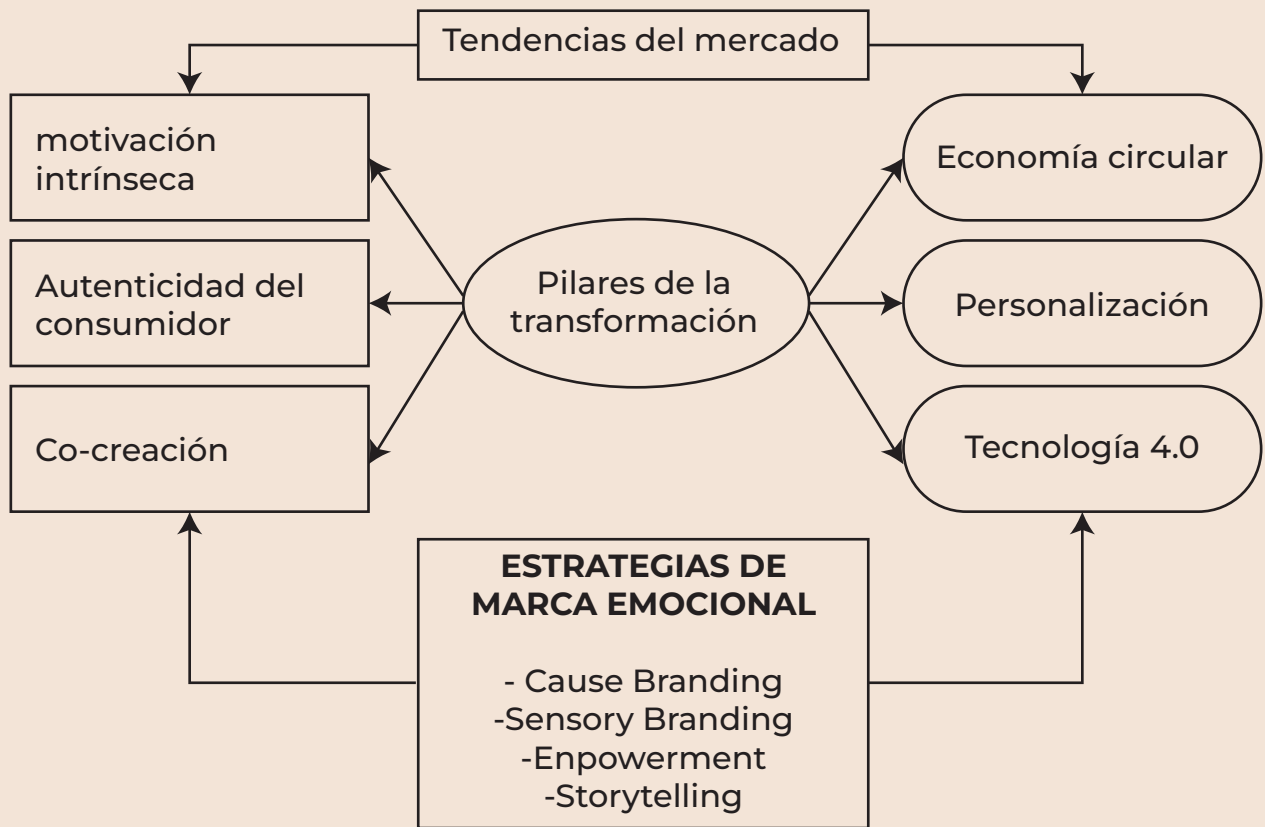 Tendencias del mercado
motivación
intrínseca
Autenticidad del
consumidor
Co-creación
Pilares de la
transformación
Economía circular
Personalización
Tecnología 4.0
ESTRATEGIAS DE
MARCA EMOCIONAL
- Cause Branding
-Sensory Branding
-Enpowerment
-Storytelling